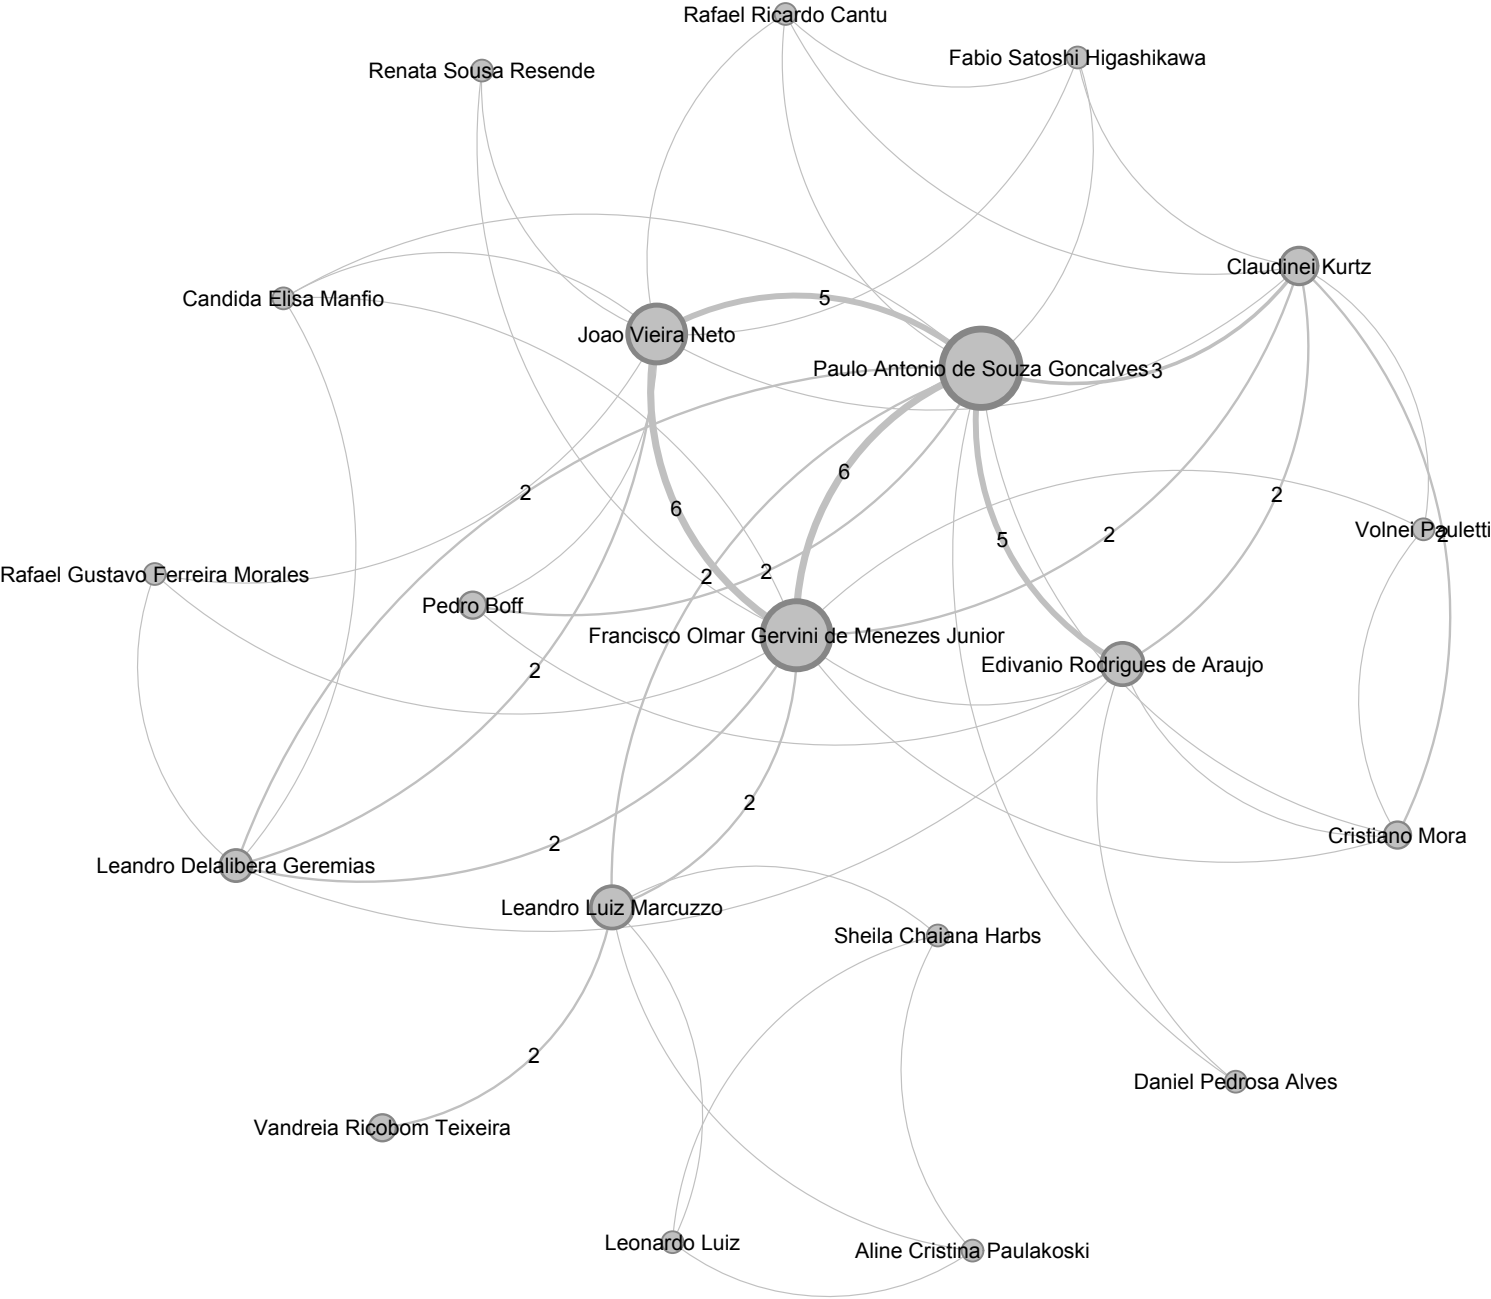 Rafael Ricardo Cantu
Fabio Satoshi Higashikawa
Renata Sousa Resende
Claudinei Kurtz
Candida Elisa Manfio
5
Joao Vieira Neto
Paulo Antonio de Souza Goncalves
3
6
2
2
6
Volnei Pauletti
2
2
5
2
2
Rafael Gustavo Ferreira Morales
Pedro Boff
Francisco Olmar Gervini de Menezes Junior
Edivanio Rodrigues de Araujo
2
2
Cristiano Mora
2
Leandro Delalibera Geremias
Leandro Luiz Marcuzzo
Sheila Chaiana Harbs
2
Daniel Pedrosa Alves
Vandreia Ricobom Teixeira
Leonardo Luiz
Aline Cristina Paulakoski